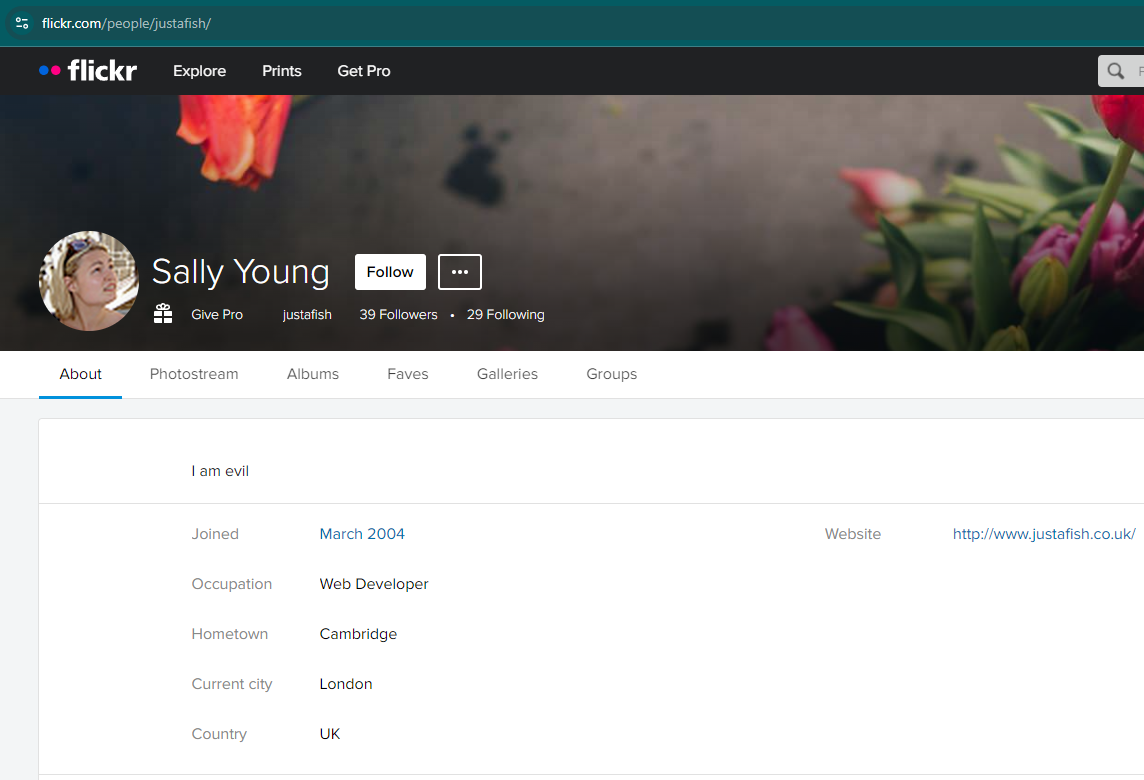 flickr.com/people/justafish/
flickr Explore Prints Get Pro
Sally Young Follow
Give Pro justafish 39 Followers • 29 Following
About Photostream Albums Faves Galleries Groups
I am evil
Joined March 2004 Website http://www.justafish.co.uk/
Occupation Web Developer
Hometown Cambridge
Current city London
Country UK